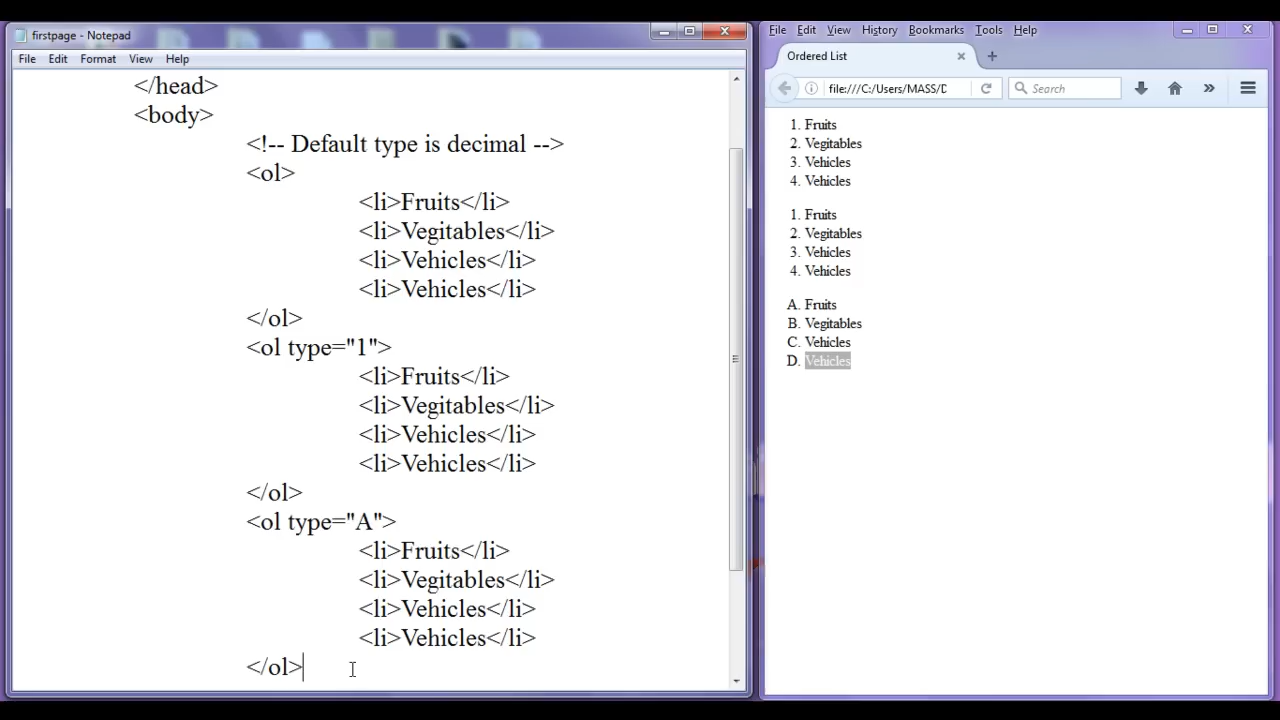 firstpage - Notepad
File Edit Format View Help
</head>
<body>
<!-- Default type is decimal -->
<ol>
<li>Fruits</li>
<li>Vegitables</li>
<li>Vehicles</li>
<li>Vehicles</li>
</ol>
<ol type="1">
<li>Fruits</li>
<li>Vegitables</li>
<li>Vehicles</li>
<li>Vehicles</li>
</ol>
<ol type="A">
<li>Fruits</li>
<li>Vegitables</li>
<li>Vehicles</li>
<li>Vehicles</li>
</ol>
File Edit View History Bookmarks Tools Help
Ordered List
file:///C:/Users/MASS/D
Search
1. Fruits
2. Vegitables
3. Vehicles
4. Vehicles
1. Fruits
2. Vegitables
3. Vehicles
4. Vehicles
A. Fruits
B. Vegitables
C. Vehicles
D. Vehicles